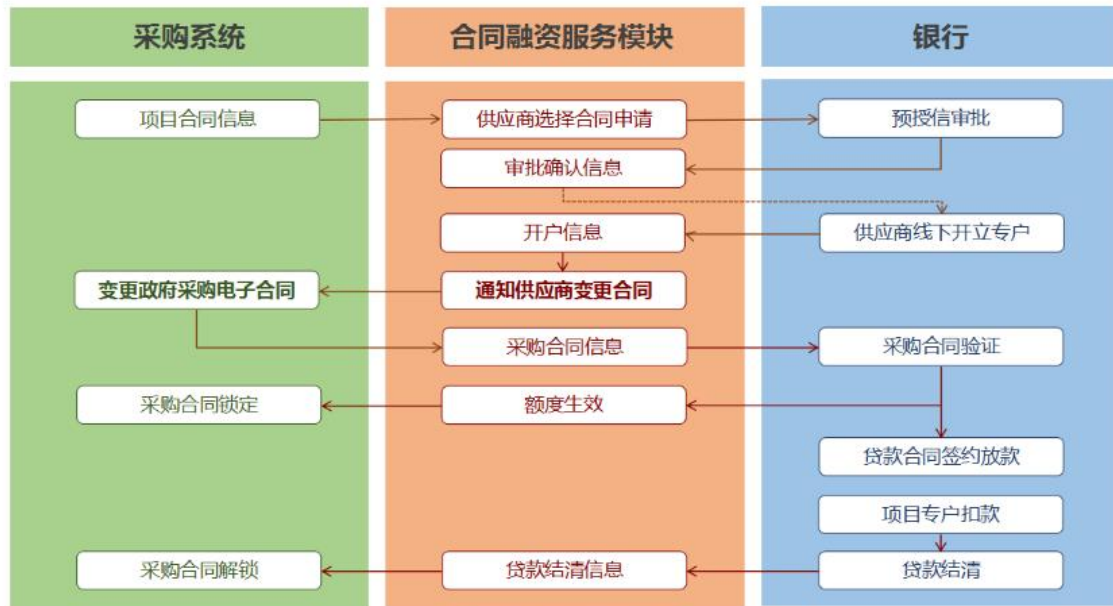 采购系统
合同融资服务模块
银行
项目合同信息
供应商选择合同申请
预授信审批
审批确认信息
开户信息
供应商线下开立专户
变更政府采购电子合同
通知供应商变更合同
采购合同信息
采购合同验证
采购合同锁定
额度生效
贷款合同签约放款
项目专户扣款
采购合同解锁
贷款结清信息
贷款结清